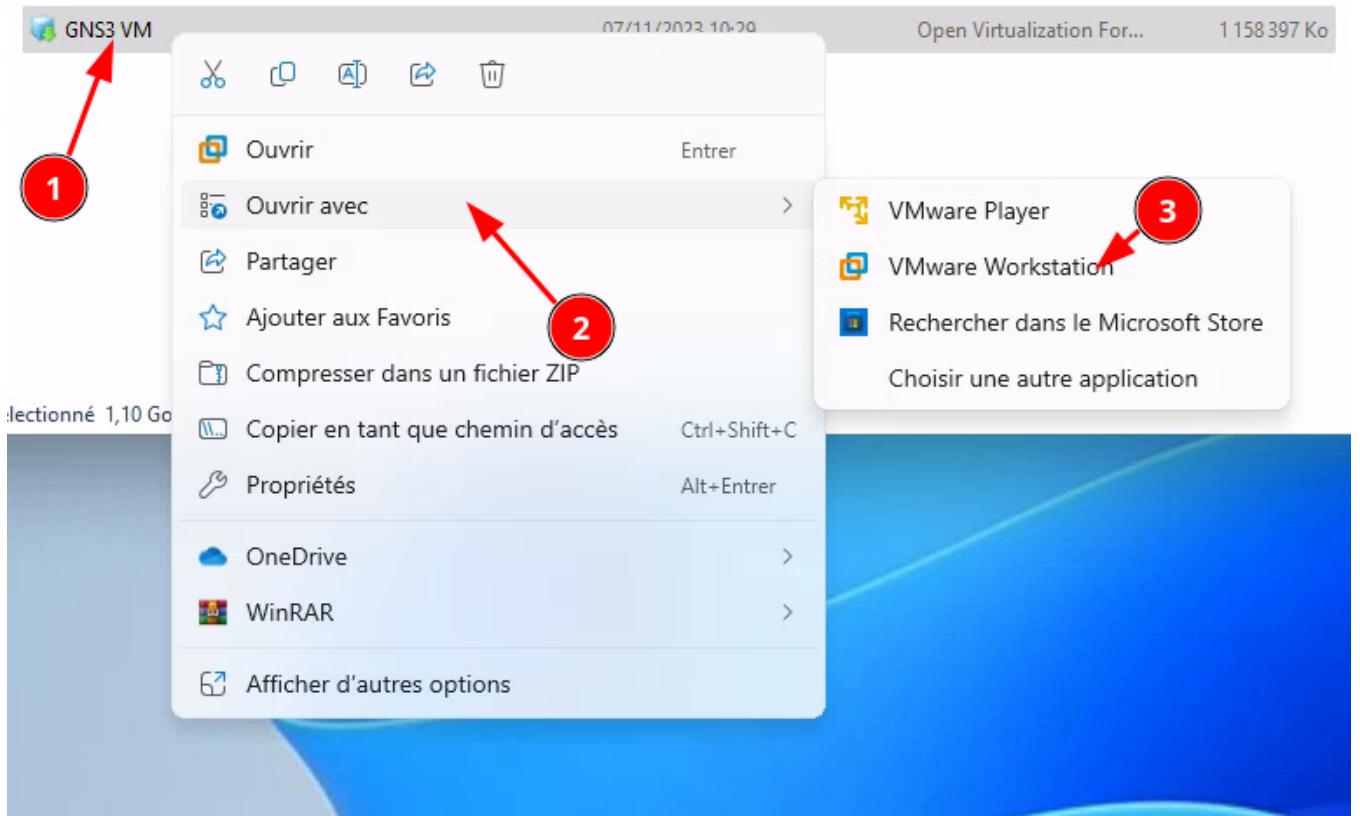 GNS3 VM 07/11/2023 10:29 Open Virtualization For... 1 158 397 Ko
Ouvrir Entrer
1
Ouvrir avec
VMware Player
3
Partager
VMware Workstation
Ajouter aux Favoris
2
Rechercher dans le Microsoft Store
Compresser dans un fichier ZIP
Choisir une autre application
lectionné 1,10 Go
Copier en tant que chemin d'accès Ctrl+Shift+C
Propriétés Alt+Entrer
OneDrive
WinRAR
Afficher d'autres options